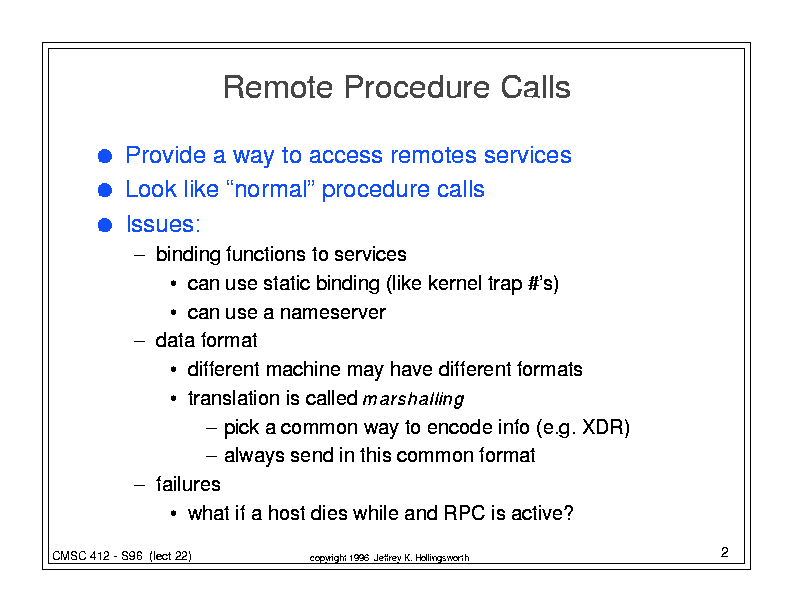 Remote Procedure Calls
● Provide a way to access remotes services
● Look like “normal” procedure calls
● Issues:
– binding functions to services
• can use static binding (like kernel trap #’s)
• can use a nameserver
– data format
• different machine may have different formats
• translation is called marshalling
– pick a common way to encode info (e.g. XDR)
– always send in this common format
– failures
• what if a host dies while and RPC is active?
CMSC 412 - S96 (lect 22)
copyright 1996 Jeffrey K. Hollingsworth
2